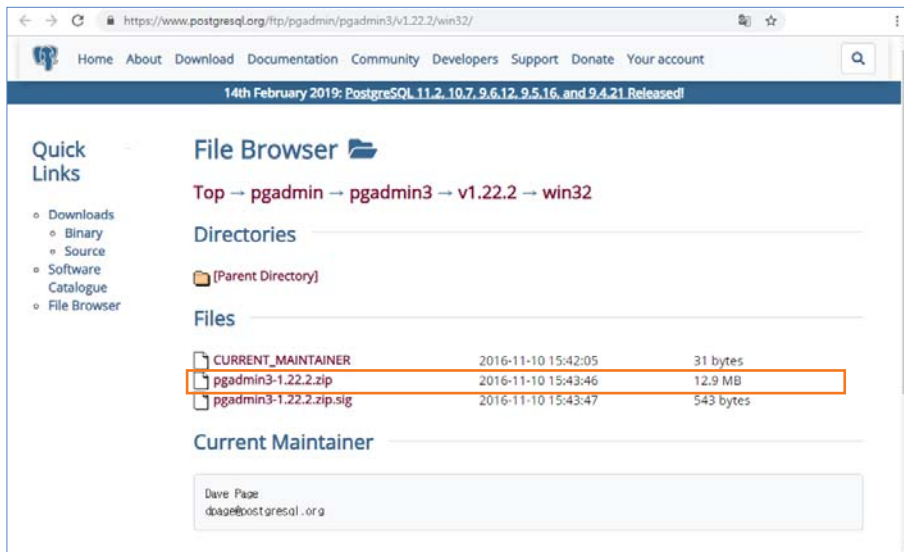 https://www.postgresql.org/ftp/pgadmin/pgadmin3/v1.22.2/win32/
Home About Download Documentation Community Developers Support Donate Your account
14th February 2019: PostgreSQL 11.2, 10.7, 9.6.12, 9.5.16, and 9.4.21 Released!
Quick
Links
Downloads
Binary
Source
Software
Catalogue
File Browser
File Browser
Top → pgadmin → pgadmin3 → v1.22.2 → win32
Directories
[Parent Directory]
Files
CURRENT_MAINTAINER 2016-11-10 15:42:05 31 bytes
pgadmin3-1.22.2.zip 2016-11-10 15:43:46 12.9 MB
pgadmin3-1.22.2.zip.sig 2016-11-10 15:43:47 543 bytes
Current Maintainer
Dave Page
dpage@postgresql.org